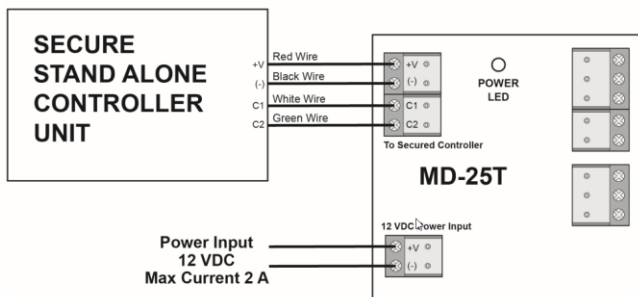 SECURE
STAND ALONE
CONTROLLER
UNIT
+V Red Wire +V
(-) Black Wire (-)
C1 White Wire C1
C2 Green Wire C2
To Secured Controller
POWER
LED
MD-25T
12 VDC Power Input
+V
(-)
Power Input
12 VDC
Max Current 2 A